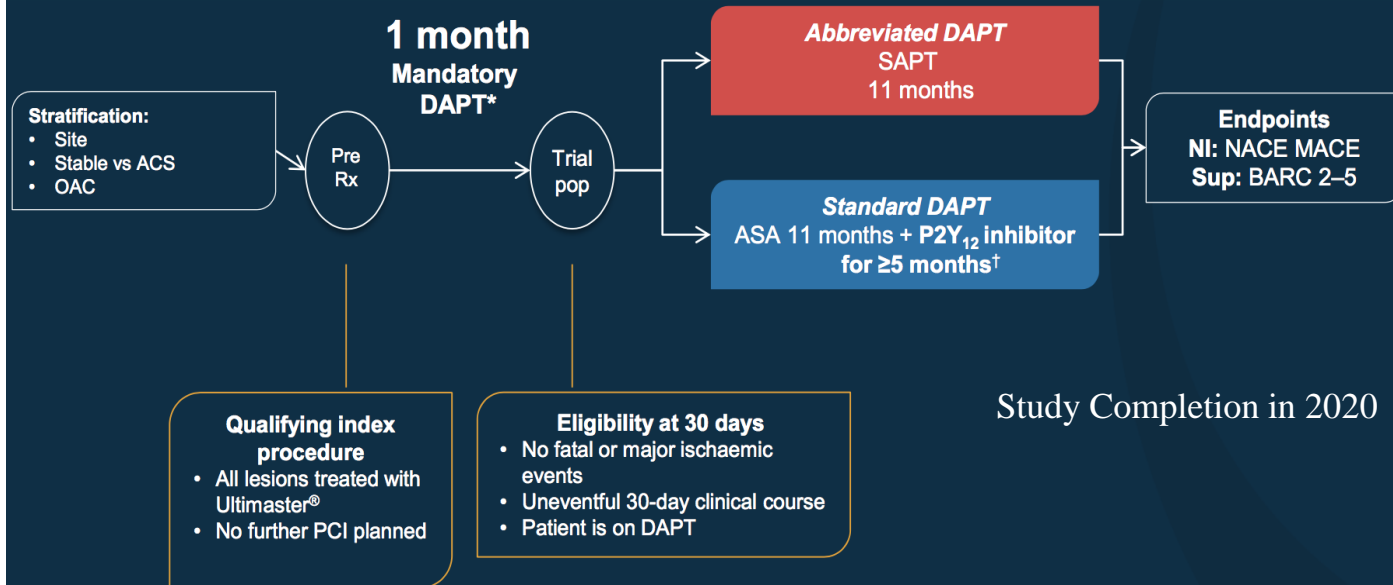 1 month
Mandatory
DAPT*
Stratification:
• Site
• Stable vs ACS
• OAC
Pre
Rx
Trial
pop
Abbreviated DAPT
SAPT
11 months
Standard DAPT
ASA 11 months + P2Y₁₂ inhibitor
for ≥5 months†
Endpoints
NI: NACE MACE
Sup: BARC 2–5
Qualifying index
procedure
• All lesions treated with
Ultimaster®
• No further PCI planned
Eligibility at 30 days
• No fatal or major ischaemic
events
• Uneventful 30-day clinical course
• Patient is on DAPT
Study Completion in 2020